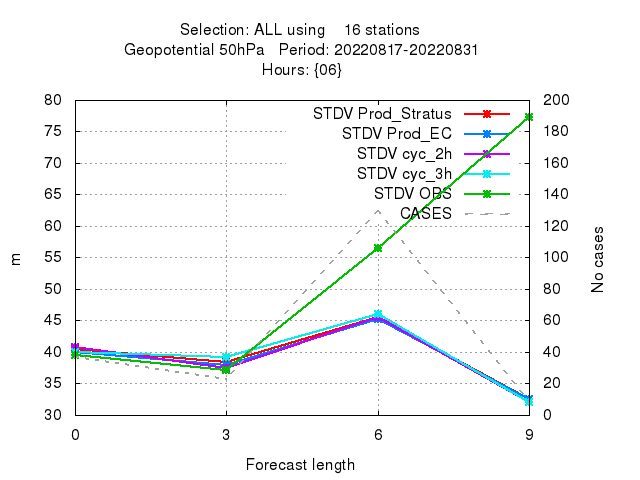 Selection: ALL using    16 stations
Geopotential 50hPa   Period: 20220817-20220831
Hours: {06}
STDV Prod_Stratus
STDV Prod_EC
STDV cyc_2h
STDV cyc_3h
STDV OBS
CASES
80
75
70
65
60
55
50
45
40
35
30
m
200
180
160
140
120
100
80
60
40
20
0
No cases
0
3
6
9
Forecast length